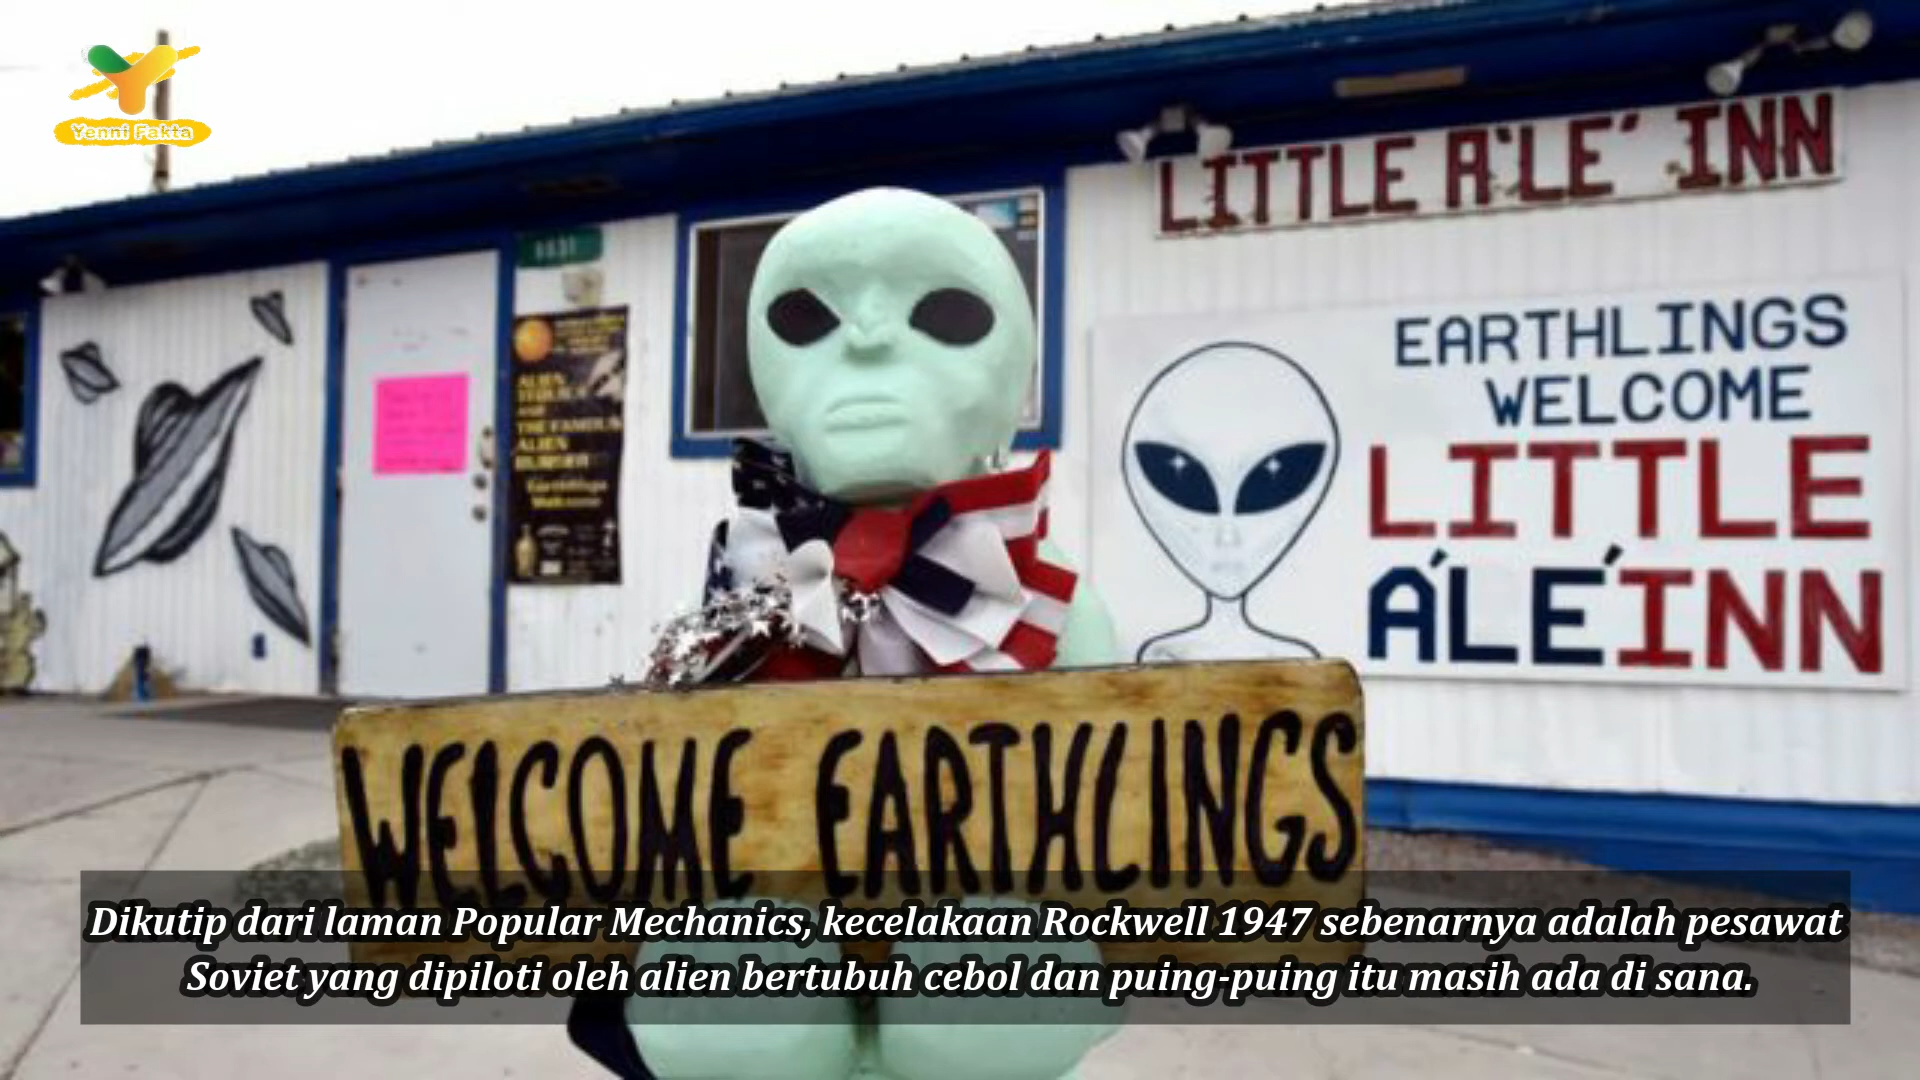 Yenni Fakta
LITTLE A'LE' INN
EARTHLINGS
WELCOME
LITTLE
A'LE'INN
WELCOME EARTHLINGS
Dikutip dari laman Popular Mechanics, kecelakaan Rockwell 1947 sebenarnya adalah pesawat
Soviet yang dipiloti oleh alien bertubuh cebol dan puing-puing itu masih ada di sana.